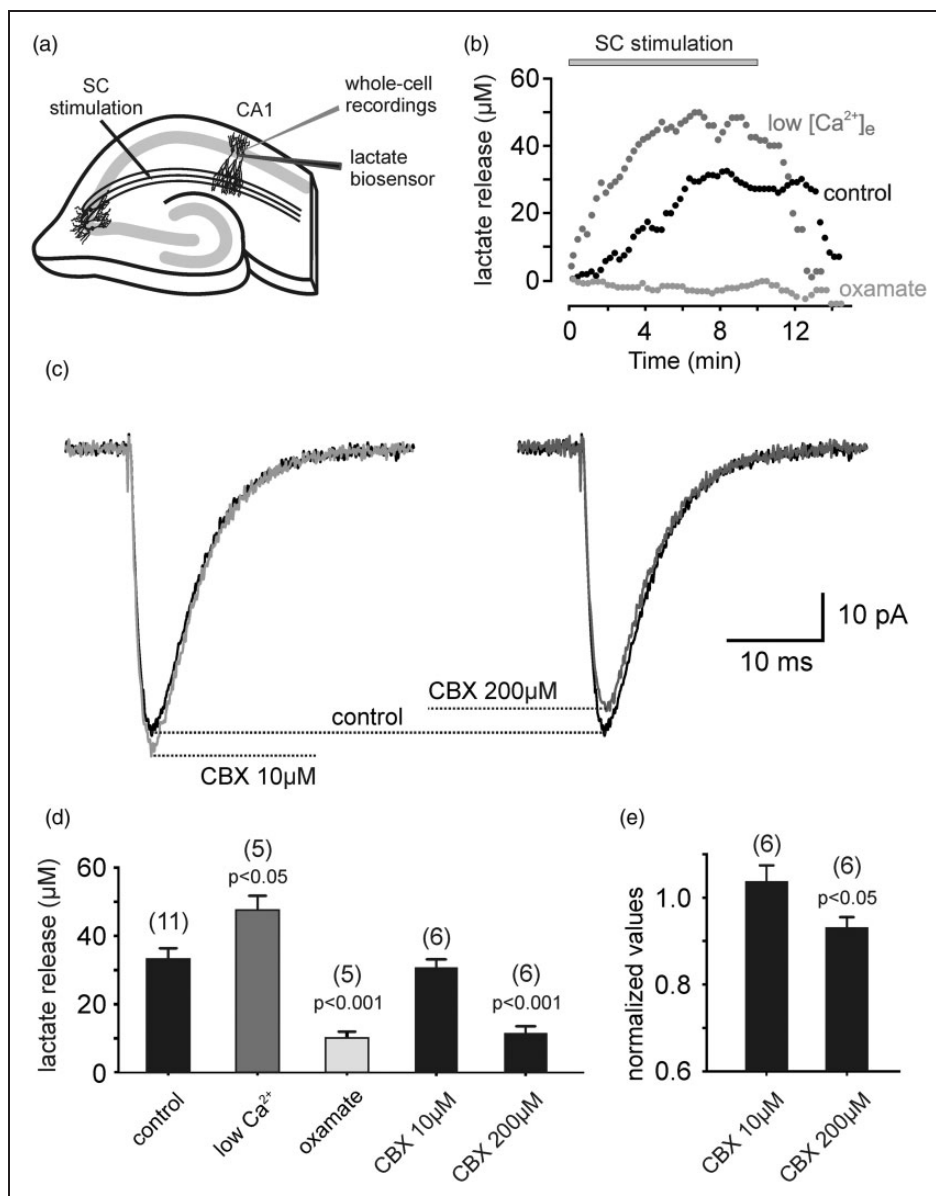 (a)
SC
stimulation
CA1
whole-cell
recordings
lactate
biosensor
(b)
SC stimulation
lactate release (µM)
60
40
20
0
low [Ca²⁺]e
control
oxamate
0
4
8
12
Time (min)
(c)
CBX 200µM
control
CBX 10µM
10 pA
10 ms
(d)
lactate release (µM)
60
40
20
0
(11)
(5)
p<0.05
(5)
p<0.001
(6)
(6)
p<0.001
control
low Ca²⁺
oxamate
CBX 10µM
CBX 200µM
(e)
normalized values
1.0
0.8
0.6
(6)
(6)
p<0.05
CBX 10µM
CBX 200µM